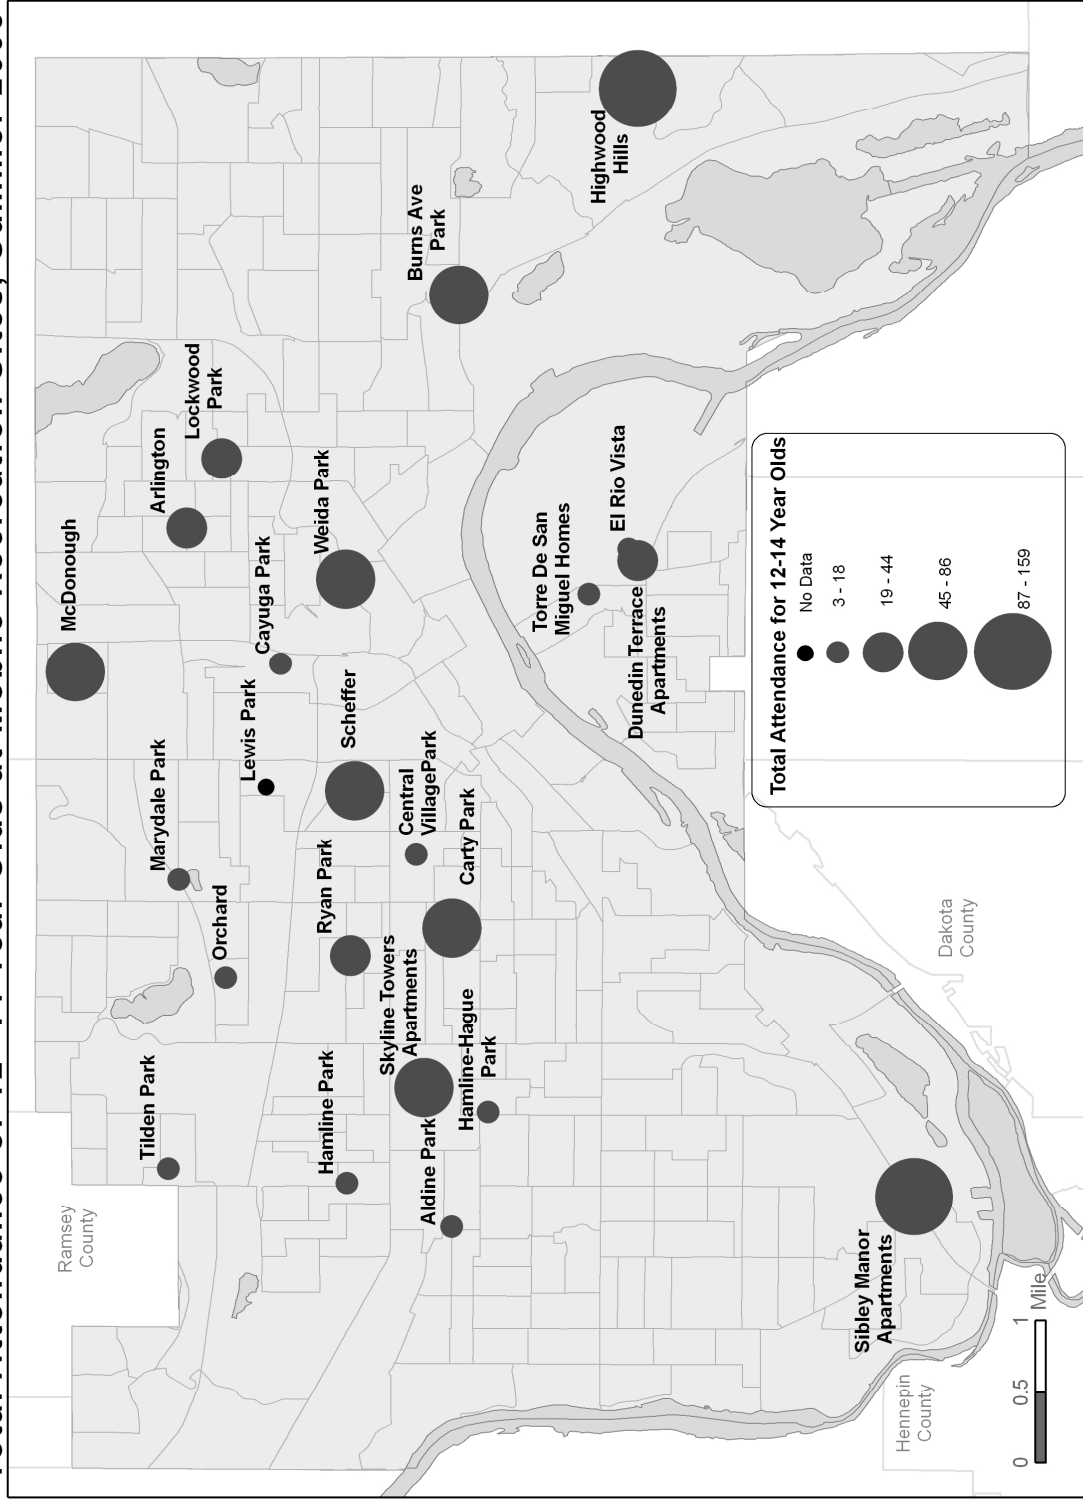 Ramsey
County
McDonough
Tilden Park
Marydale Park
Arlington
Lockwood
Park
Orchard
Lewis Park
Cayuga Park
Hamline Park
Ryan Park
Scheffer
Weida Park
Skyline Towers
Apartments
Central
VillagePark
Burns Ave
Park
Aldine Park
Hamline-Hague
Park
Carty Park
Torre De San
Miguel Homes
El Rio Vista
Highwood
Hills
Dunedin Terrace
Apartments
Sibley Manor
Apartments
Hennepin
County
Dakota
County
Total Attendance for 12-14 Year Olds
No Data
3 - 18
19 - 44
45 - 86
87 - 159
0 0.5 1
Mile